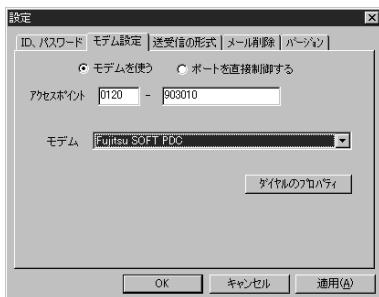 設定
ID、パスワード モデム設定 送受信の形式 メール削除 バージョン
モデムを使う ポートを直接制御する
アクセスポイント 0120 - 903010
モデム Fujitsu SOFT PDC
ダイヤルのプロパティ
OK キャンセル 適用(A)